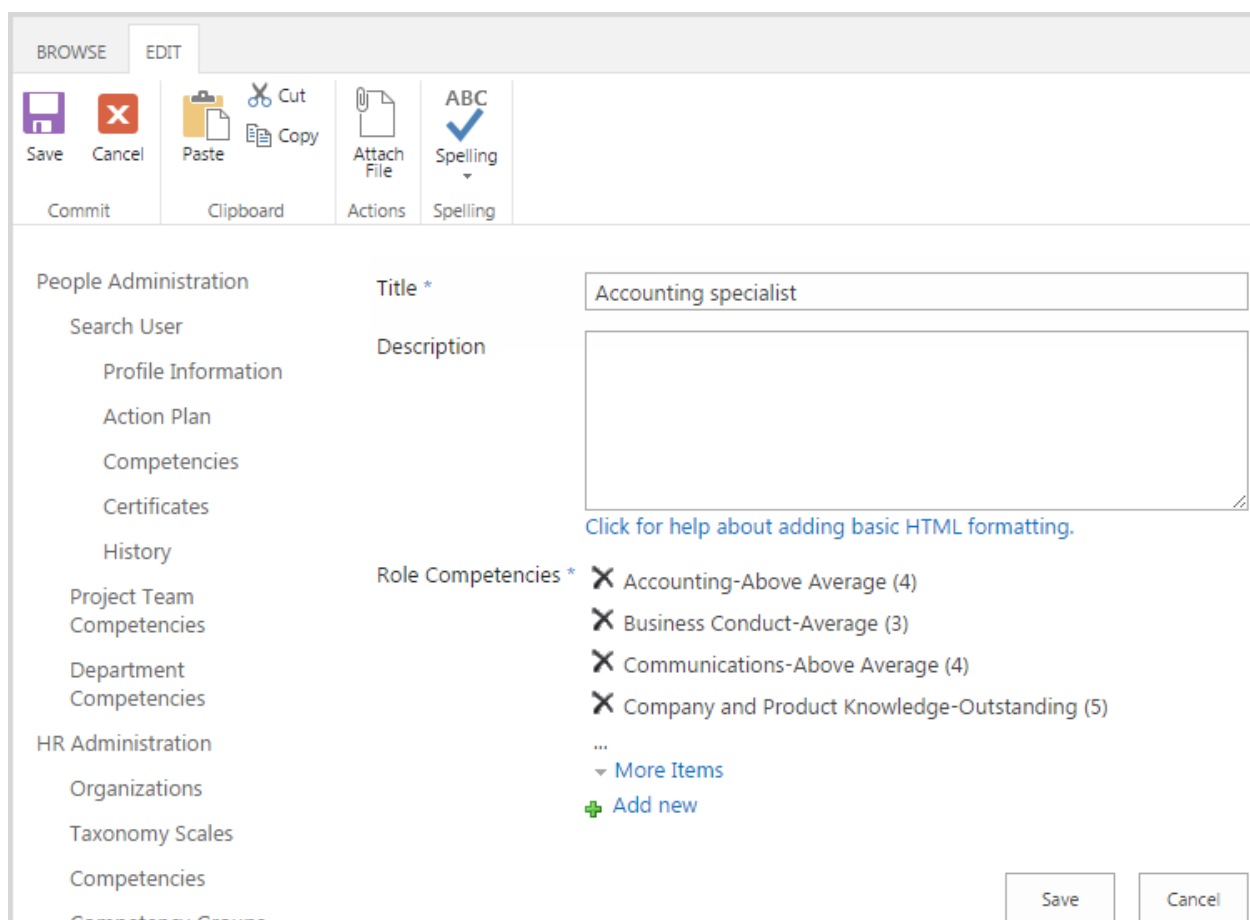 BROWSE EDIT
Save Cancel Paste Cut Copy Attach File ABC Spelling
Commit Clipboard Actions Spelling
People Administration
Search User
Profile Information
Action Plan
Competencies
Certificates
History
Project Team
Competencies
Department
Competencies
HR Administration
Organizations
Taxonomy Scales
Competencies
Competency Groups
Title * Accounting specialist
Description
Click for help about adding basic HTML formatting.
Role Competencies * Accounting-Above Average (4)
Business Conduct-Average (3)
Communications-Above Average (4)
Company and Product Knowledge-Outstanding (5)
...
More Items
Add new
Save Cancel